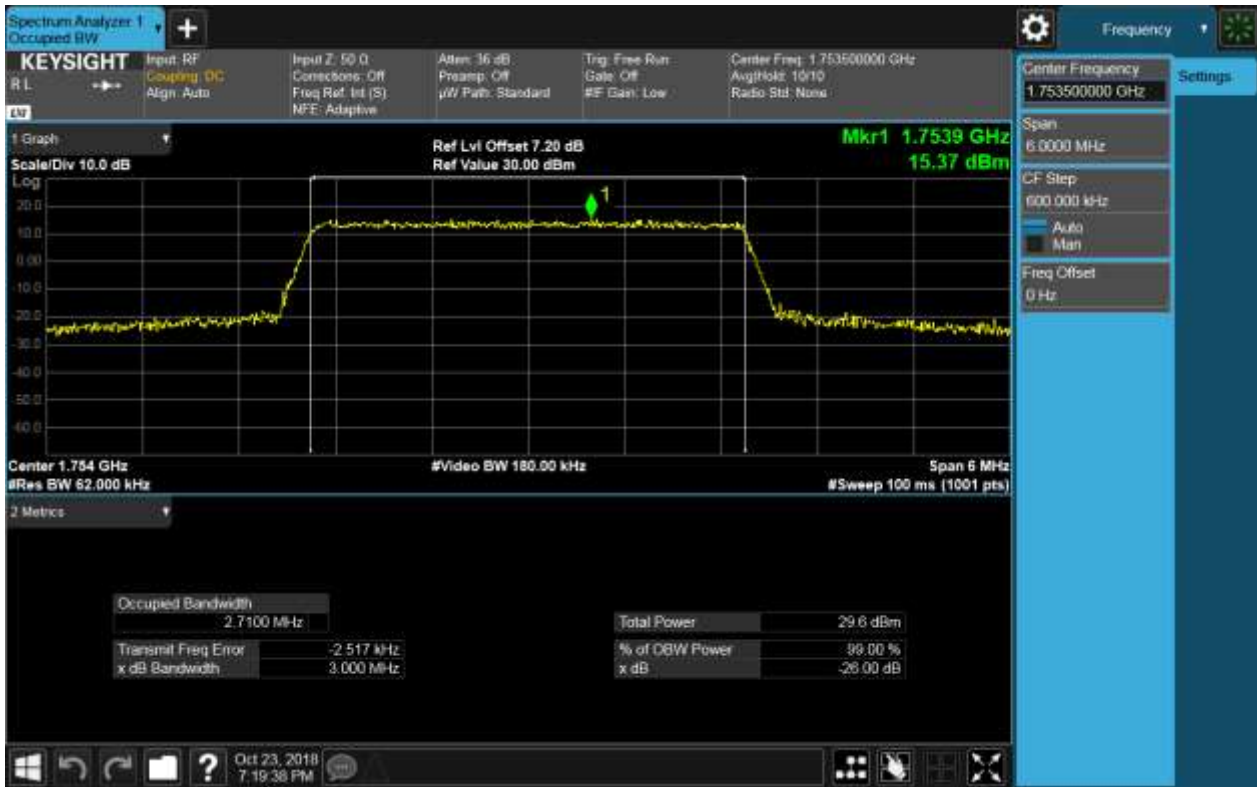 Spectrum Analyzer 1
Occupied BW
Frequency
KEYSIGHT
R L
Input: RF
Coupling: DC
Align: Auto
Input Z: 50 Ω
Corrections: Off
Freq Ref: Int (S)
NFE: Adaptive
Atten: 36 dB
Preamp: Off
µW Path: Standard
Trig: Free Run
Gate: Off
#IF Gain: Low
Center Freq: 1.753500000 GHz
Avg|Hold: 10/10
Radio Std: None
Center Frequency
1.753500000 GHz
Settings
Span
6.0000 MHz
CF Step
600.000 kHz
Auto
Man
Freq Offset
0 Hz
1 Graph
Scale/Div 10.0 dB
Log
Ref Lvl Offset 7.20 dB
Ref Value 30.00 dBm
Mkr1 1.7539 GHz
15.37 dBm
1
20.0
10.0
0.00
-10.0
-20.0
-30.0
-40.0
-50.0
-60.0
Center 1.754 GHz
#Res BW 62.000 kHz
#Video BW 180.00 kHz
Span 6 MHz
#Sweep 100 ms (1001 pts)
2 Metrics
Occupied Bandwidth
2.7100 MHz
Transmit Freq Error -2.517 kHz
x dB Bandwidth 3.000 MHz
Total Power 29.6 dBm
% of OBW Power 99.00 %
x dB -26.00 dB
?
Oct 23, 2018
7:19:38 PM